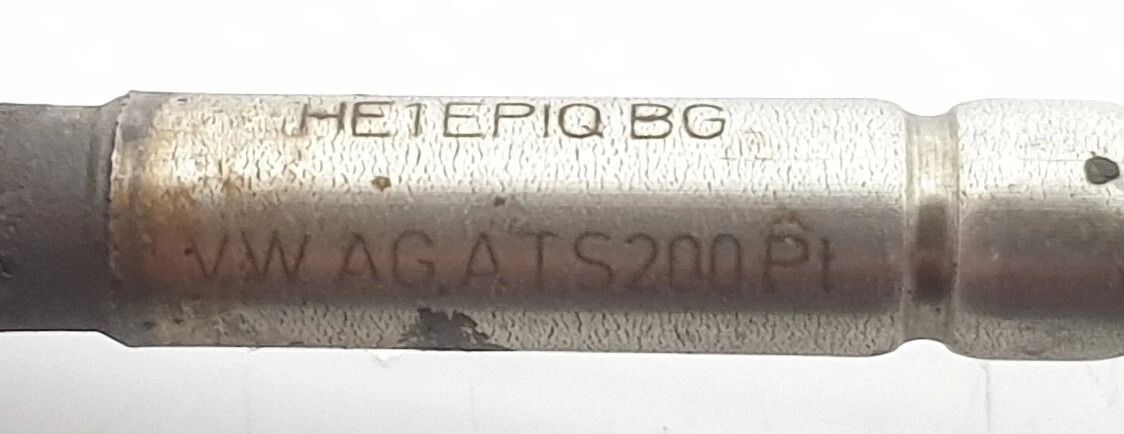 HE1EPIQ BG
VW AG ATS200 Pt